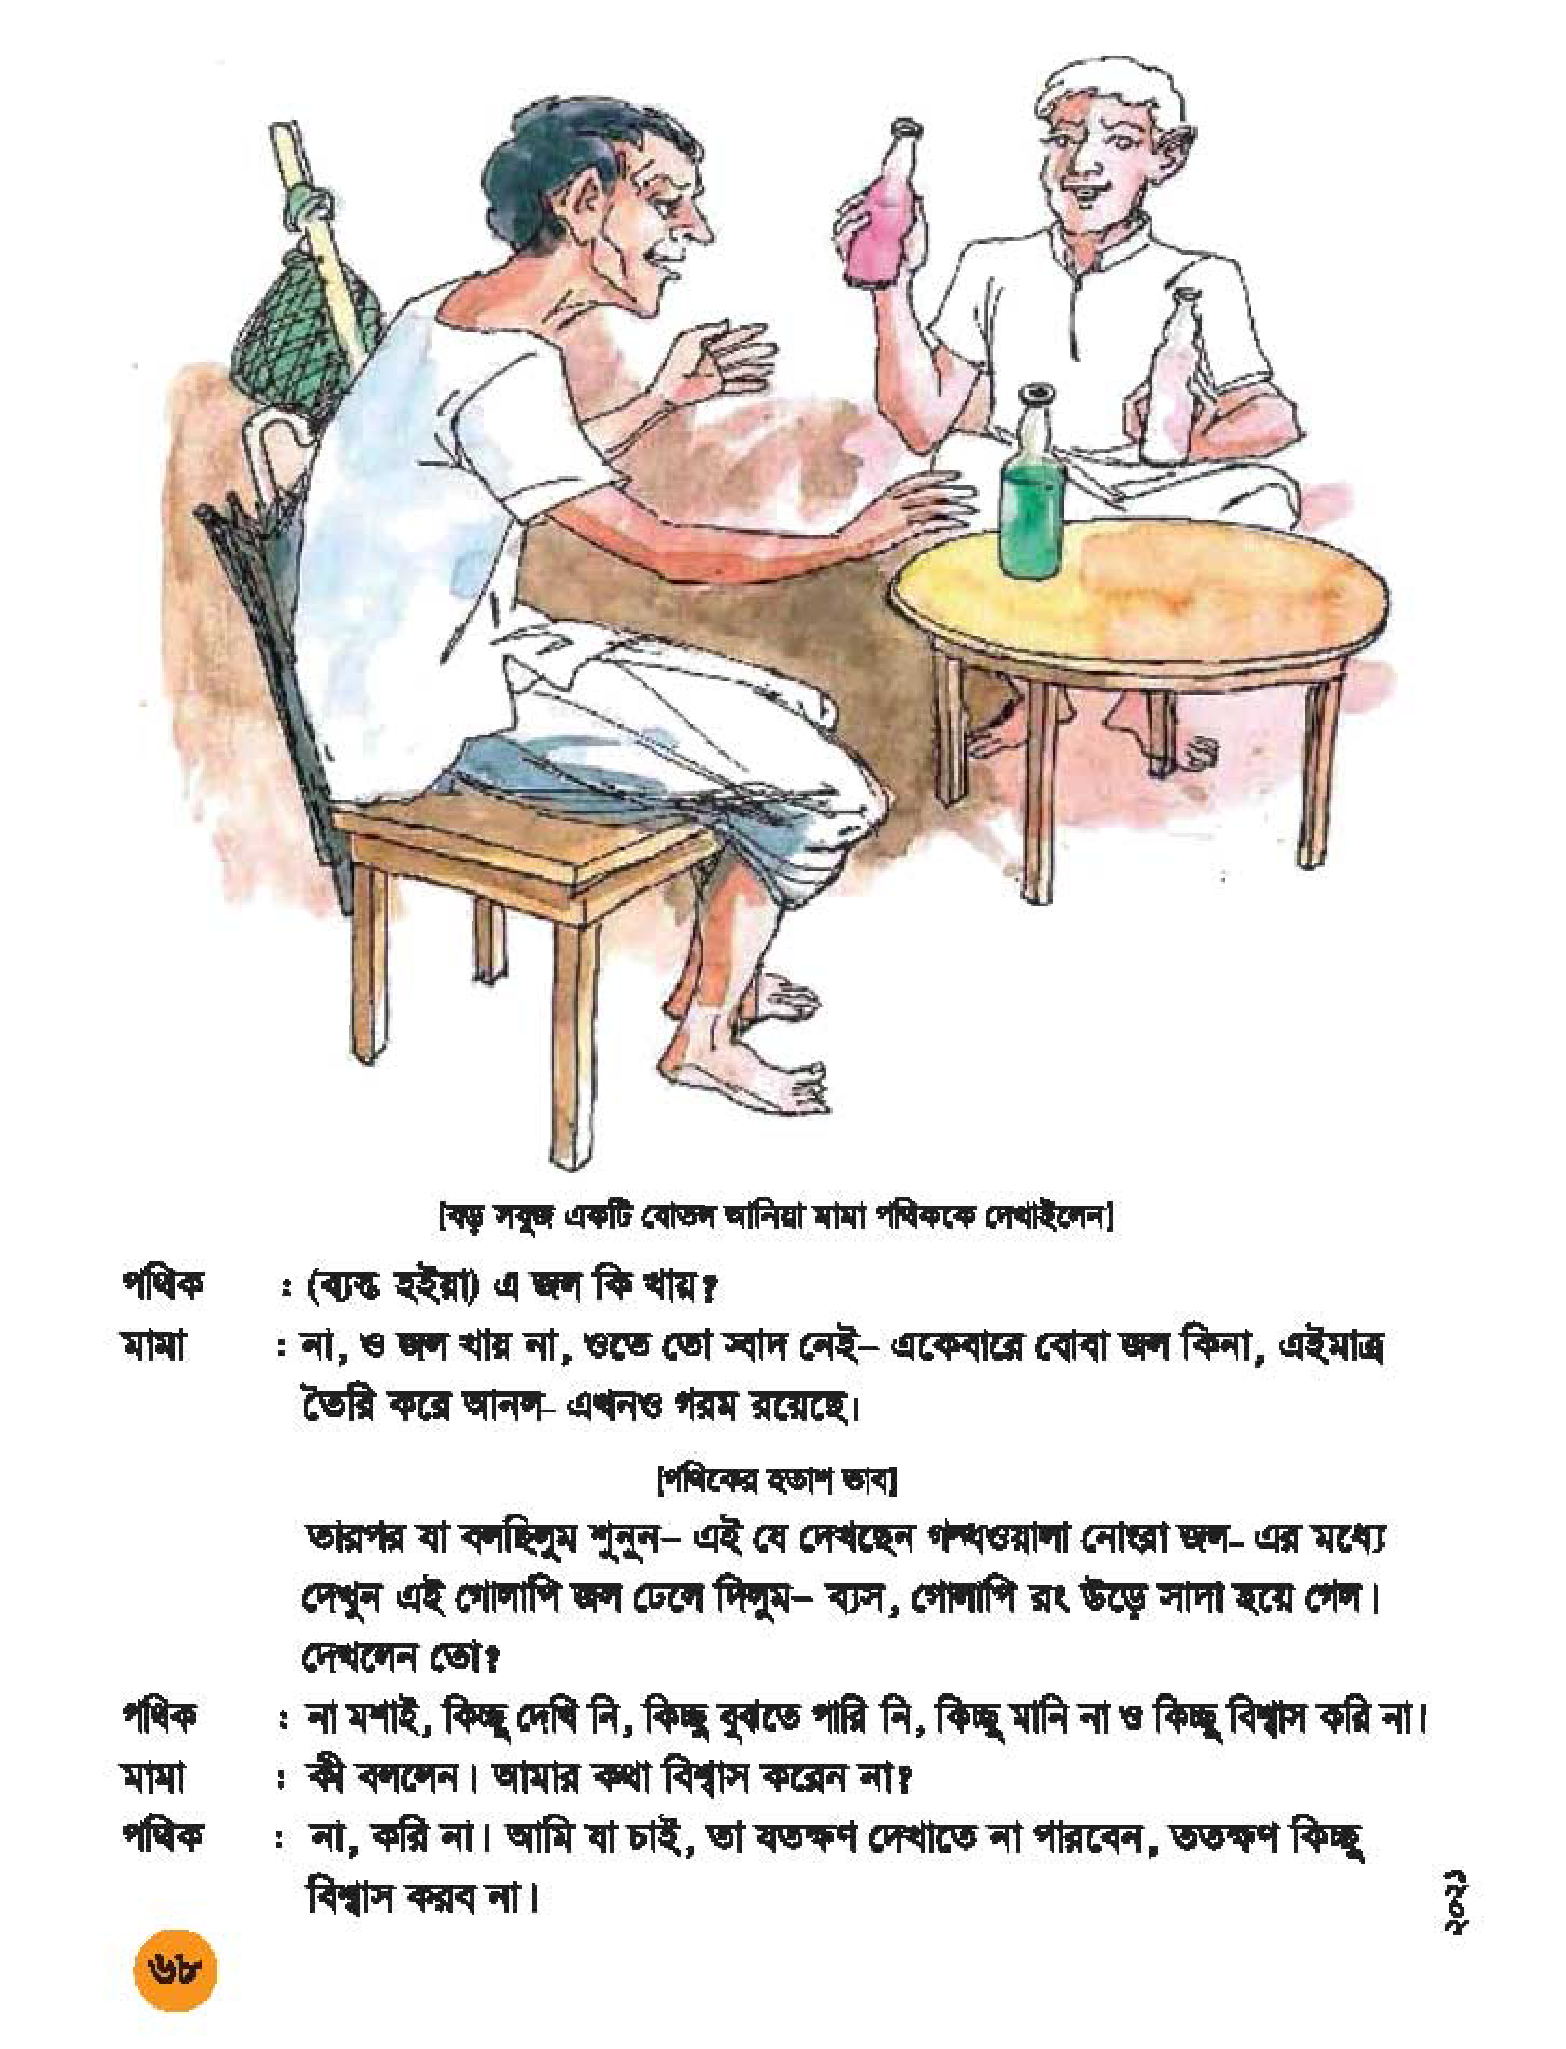 [বড় সবুজ একটি বোতল আনিয়া মামা পথিককে দেখাইলেন]
পথিক : (ব্যস্ত হইয়া) এ জল কি খায়?
মামা : না, ও জল খায় না, ওতে তো স্বাদ নেই– একেবারে বোবা জল কিনা, এইমাত্র
তৈরি করে আনল– এখনও গরম রয়েছে।
[পথিকের হতাশ ভাব]
তারপর যা বলছিলুম শুনুন– এই যে দেখছেন গন্ধওয়ালা নোংরা জল– এর মধ্যে
দেখুন এই গোলাপি জল ঢেলে দিলুম– ব্যস, গোলাপি রং উড়ে সাদা হয়ে গেল।
দেখলেন তো?
পথিক : না মশাই, কিচ্ছু দেখি নি, কিচ্ছু বুঝতে পারি নি, কিচ্ছু মানি না ও কিচ্ছু বিশ্বাস করি না।
মামা : কী বললেন। আমার কথা বিশ্বাস করেন না?
পথিক : না, করি না। আমি যা চাই, তা যতক্ষণ দেখাতে না পারবেন, ততক্ষণ কিচ্ছু
বিশ্বাস করব না।
২০২১
৬৮